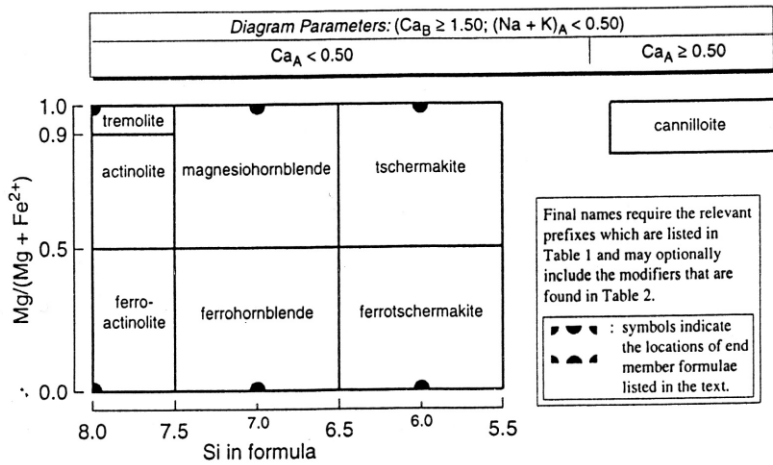 Diagram Parameters: (CaB ≥ 1.50; (Na + K)A < 0.50)
CaA < 0.50
CaA ≥ 0.50
1.0
0.9
0.5
0.0
Mg/(Mg + Fe2+)
tremolite
actinolite
magnesiohornblende
tschermakite
ferro-
actinolite
ferrohornblende
ferrotschermakite
8.0
7.5
7.0
6.5
6.0
5.5
Si in formula
cannilloite
Final names require the relevant
prefixes which are listed in
Table 1 and may optionally
include the modifiers that are
found in Table 2.
: symbols indicate
the locations of end
member formulae
listed in the text.